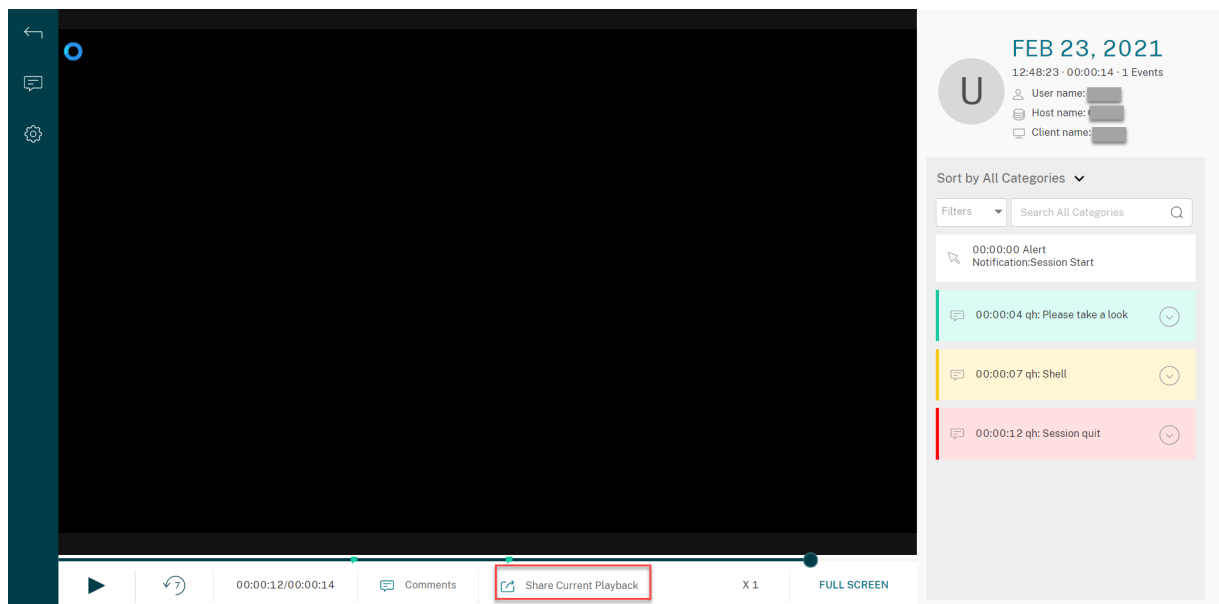 FEB 23, 2021
12:48:23 · 00:00:14 · 1 Events
User name:
Host name:
Client name:
Sort by All Categories
Filters
Search All Categories
00:00:00 Alert
Notification:Session Start
00:00:04 qh: Please take a look
00:00:07 qh: Shell
00:00:12 qh: Session quit
U
7
00:00:12/00:00:14
Comments
Share Current Playback
X 1
FULL SCREEN